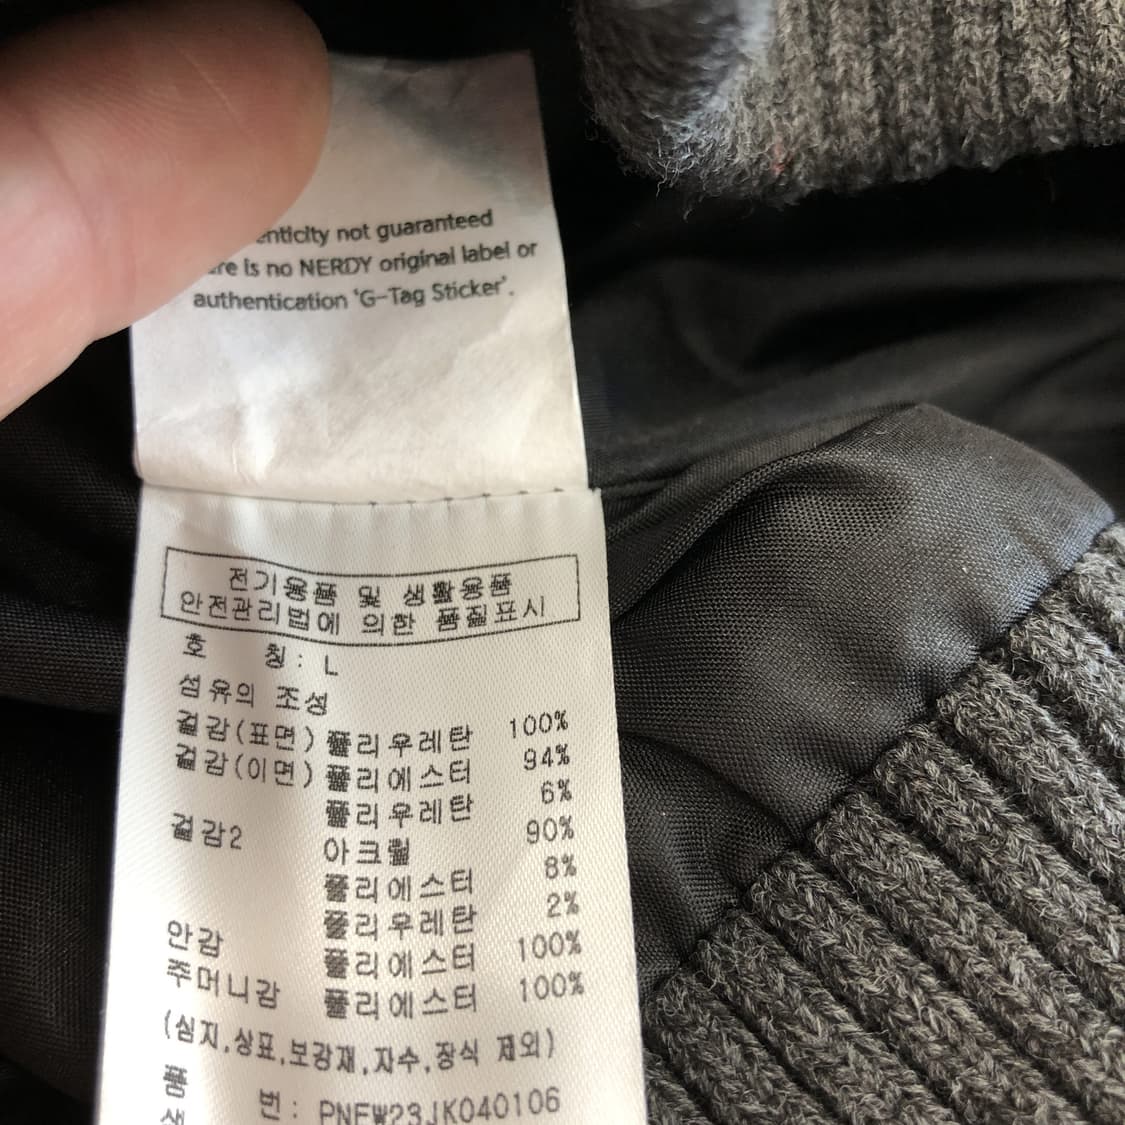 not guaranteed
is no NERDY original label or
authentication 'G-Tag Sticker'.
전기용품 및 생활용품
안전관리법에 의한 품질표시
호 칭: L
섬유의 조성
겉감(표면) 폴리우레탄 100%
겉감(이면) 폴리에스터 94%
폴리우레탄 6%
겉감2 아크릴 90%
폴리에스터 8%
폴리우레탄 2%
안감 폴리에스터 100%
주머니감 폴리에스터 100%
(심지,상표,보강재,자수,장식 제외)
품 번: PNEW23JK040106